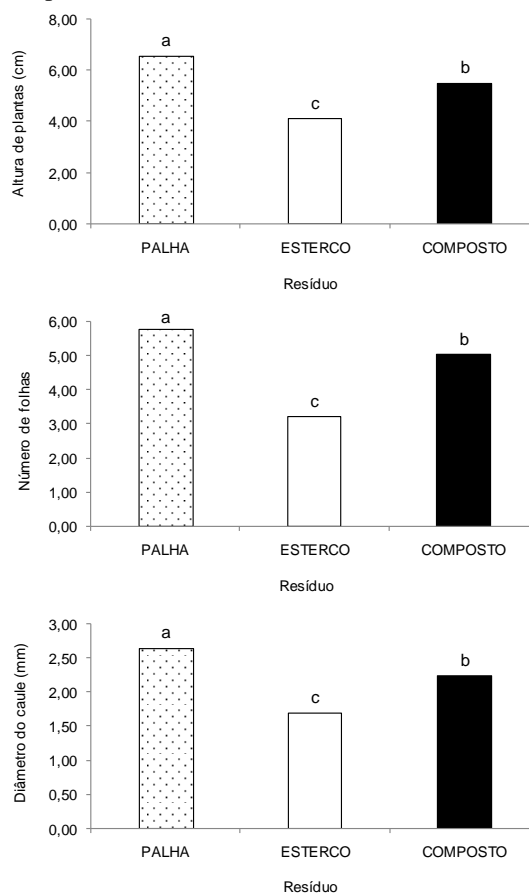 8,00
a
6,00
b
c
4,00
2,00
0,00
Altura de plantas (cm)
PALHA ESTERCO COMPOSTO
Resíduo
6,00
a
5,00
b
4,00
c
3,00
2,00
1,00
0,00
Número de folhas
PALHA ESTERCO COMPOSTO
Resíduo
3,00
a
2,50
b
2,00
c
1,50
1,00
0,50
0,00
Diâmetro do caule (mm)
PALHA ESTERCO COMPOSTO
Resíduo